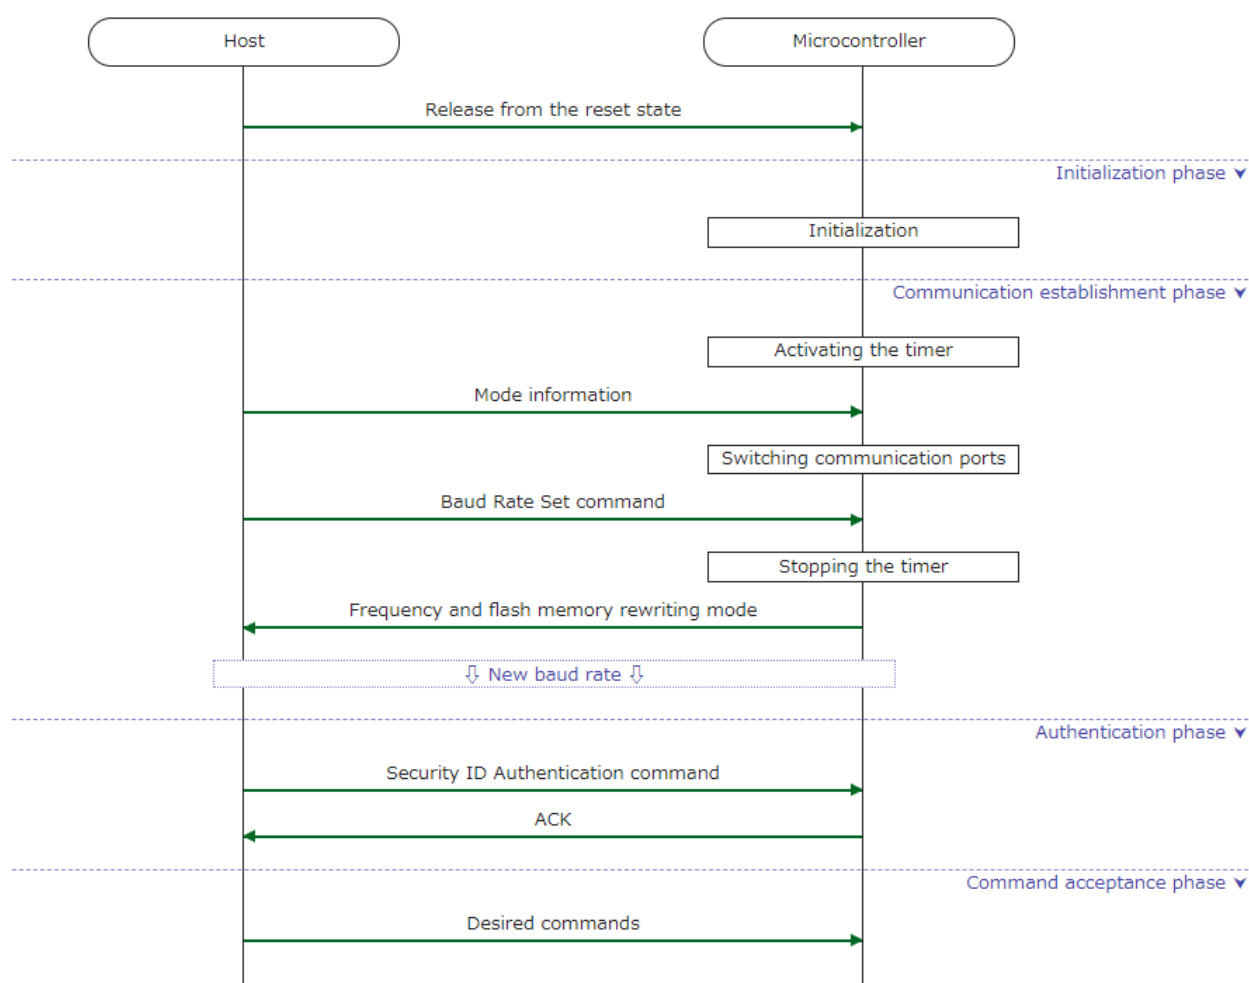 Host
Microcontroller
Release from the reset state
Initialization phase
Initialization
Communication establishment phase
Activating the timer
Mode information
Switching communication ports
Baud Rate Set command
Stopping the timer
Frequency and flash memory rewriting mode
⇩ New baud rate ⇩
Authentication phase
Security ID Authentication command
ACK
Command acceptance phase
Desired commands